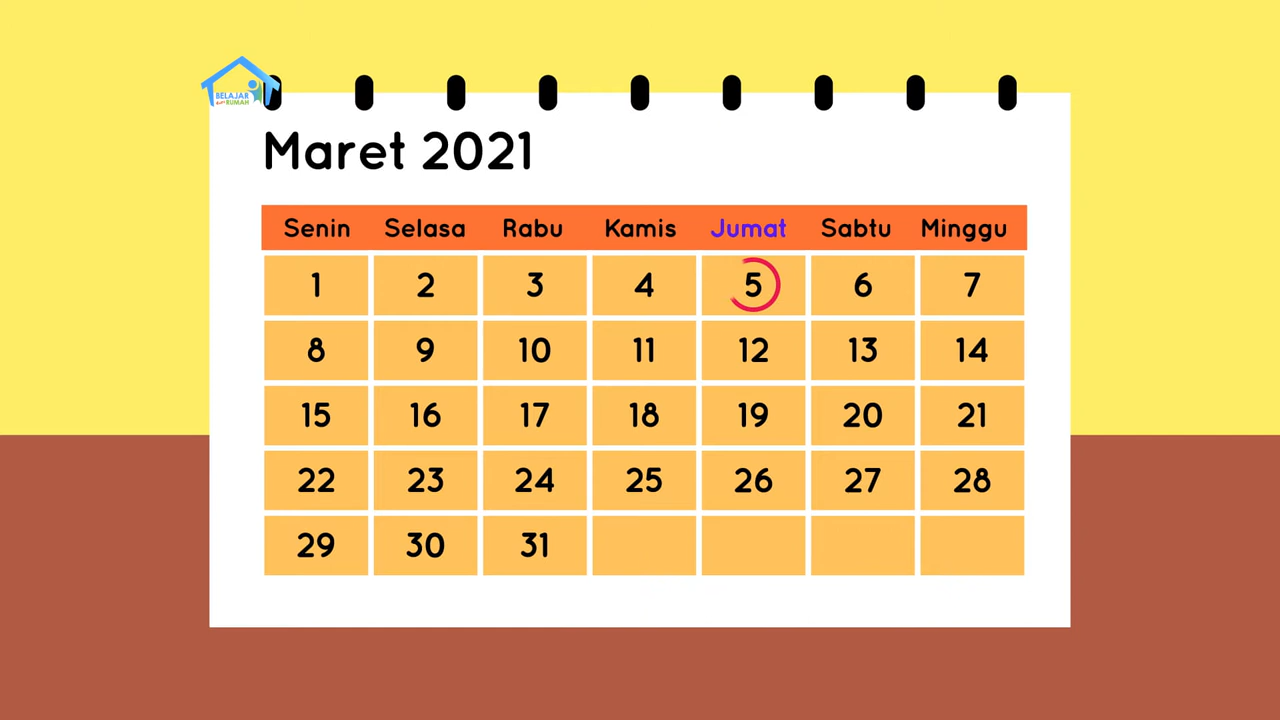 BELAJAR
dari RUMAH
Maret 2021
Senin Selasa Rabu Kamis Jumat Sabtu Minggu
1 2 3 4 5 6 7
8 9 10 11 12 13 14
15 16 17 18 19 20 21
22 23 24 25 26 27 28
29 30 31